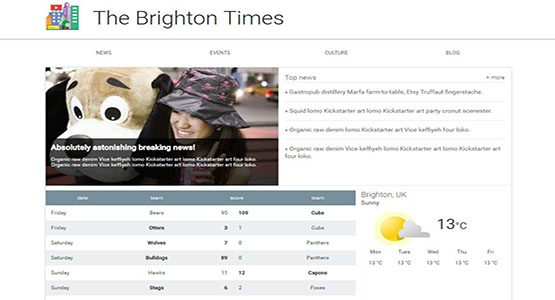 The Brighton Times
NEWS EVENTS CULTURE BLOG
Absolutely astonishing breaking news!
Organic raw denim Vice keffiyeh lomo Kickstarter art four loko.
Organic raw denim Vice keffiyeh lomo Kickstarter art four loko.
Top news + more
» Gastropub distillery Marfa farm-to-table, Etsy Truffaut fingerstache.
» Squid lomo Kickstarter art lomo Kickstarter art party cronut scenester.
» Organic raw denim lomo Kickstarter art Vice keffiyeh loko.
» Organic raw denim Vice keffiyeh lomo Kickstarter art lomo Kickstarter art four
loko.
date team score team
Friday Bears 95 109 Cubs
Friday Otters 3 1 Cubs
Saturday Wolves 7 0 Panthers
Saturday Bulldogs 89 0 Panthers
Sunday Hawks 11 12 Capons
Sunday Stags 6 2 Foxes
Brighton, UK
Sunny
13°C
Mon Tues Wed Thu Fri
13 °C 13 °C 13 °C 13 °C 13 °C